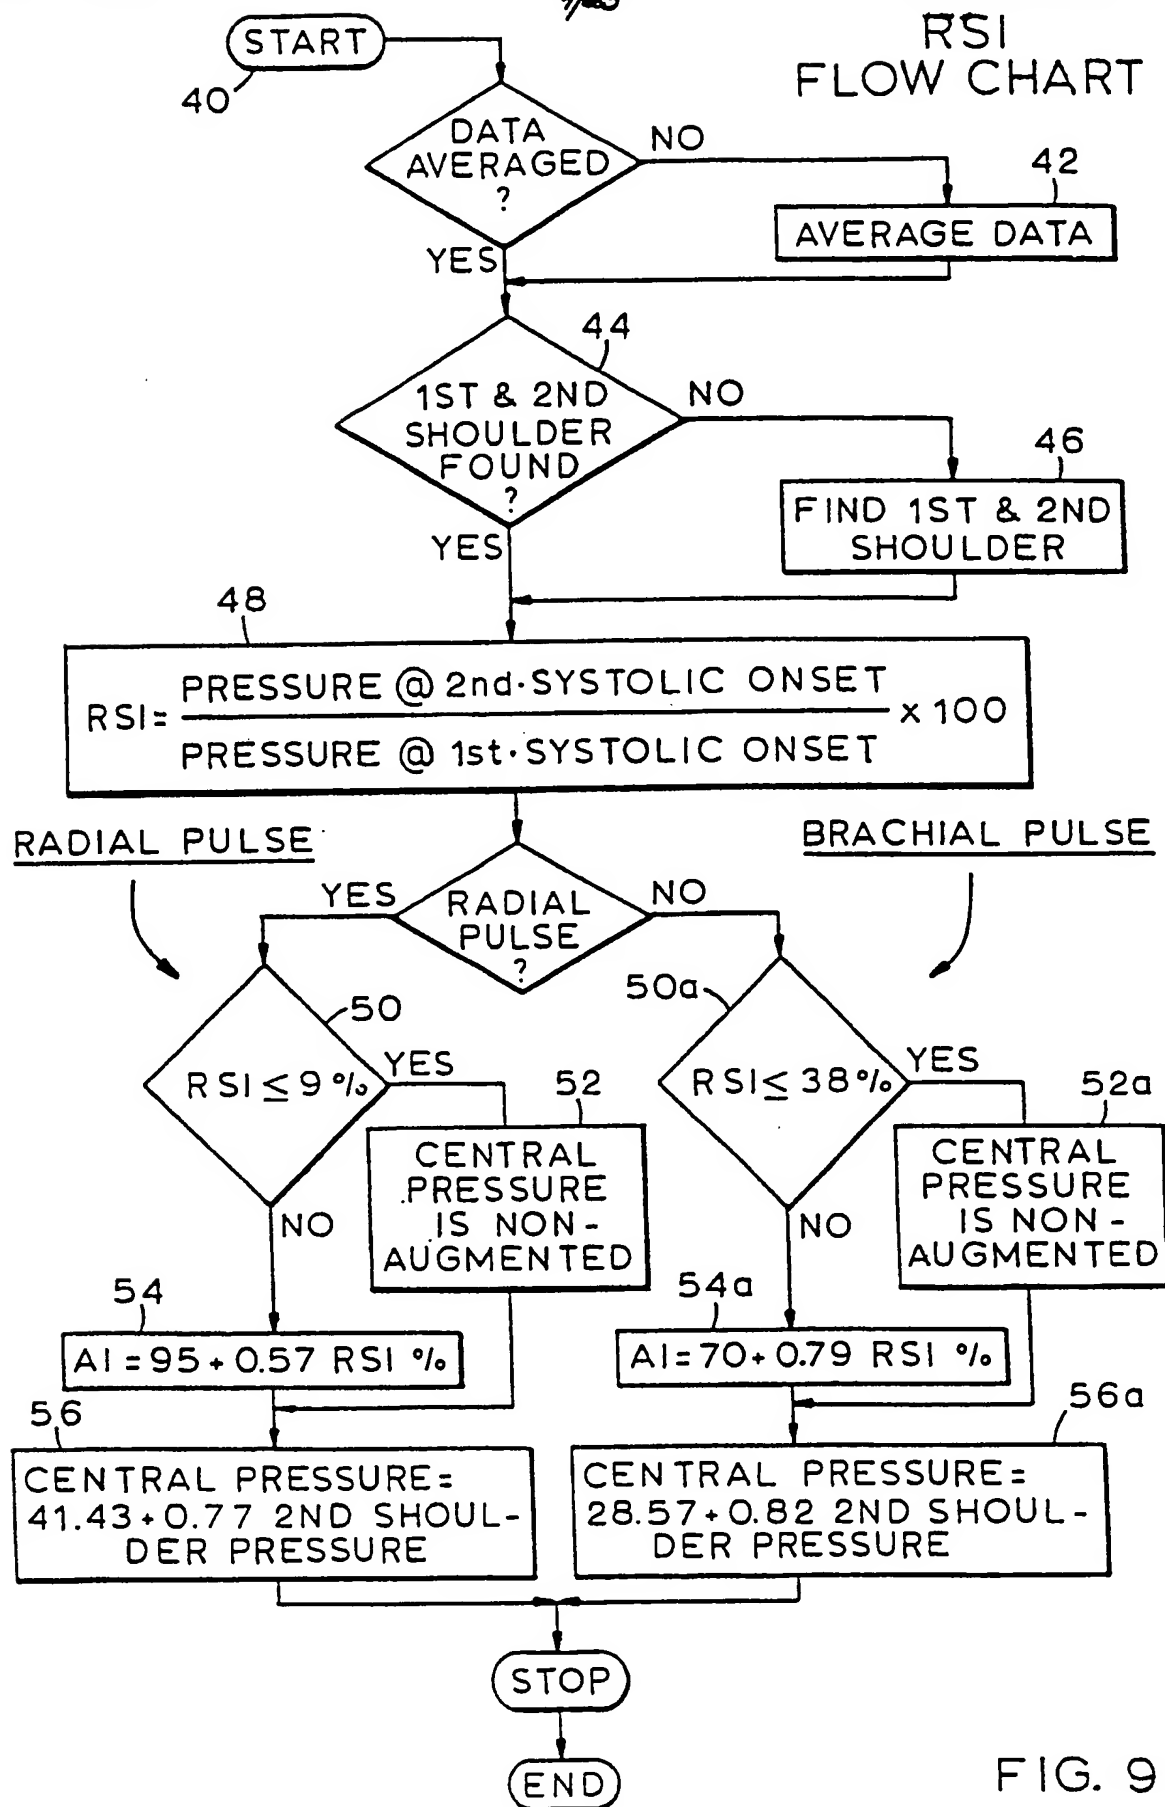 RSI
FLOW CHART
START
40
DATA
AVERAGED
?
NO
YES
42
AVERAGE DATA
44
1ST & 2ND
SHOULDER
FOUND
?
NO
YES
46
FIND 1ST & 2ND
SHOULDER
48
RSI=
PRESSURE @ 2nd·SYSTOLIC ONSET
PRESSURE @ 1st·SYSTOLIC ONSET
x 100
RADIAL PULSE
BRACHIAL PULSE
YES
RADIAL
PULSE
?
NO
50
RSI ≤ 9 %
YES
NO
52
CENTRAL
PRESSURE
IS NON-
AUGMENTED
50a
RSI ≤ 38 %
YES
NO
52a
CENTRAL
PRESSURE
IS NON-
AUGMENTED
54
AI = 95 + 0.57 RSI %
54a
AI = 70 + 0.79 RSI %
56
CENTRAL PRESSURE=
41.43 + 0.77 2ND SHOUL-
DER PRESSURE
56a
CENTRAL PRESSURE=
28.57 + 0.82 2ND SHOUL-
DER PRESSURE
STOP
END
FIG. 9